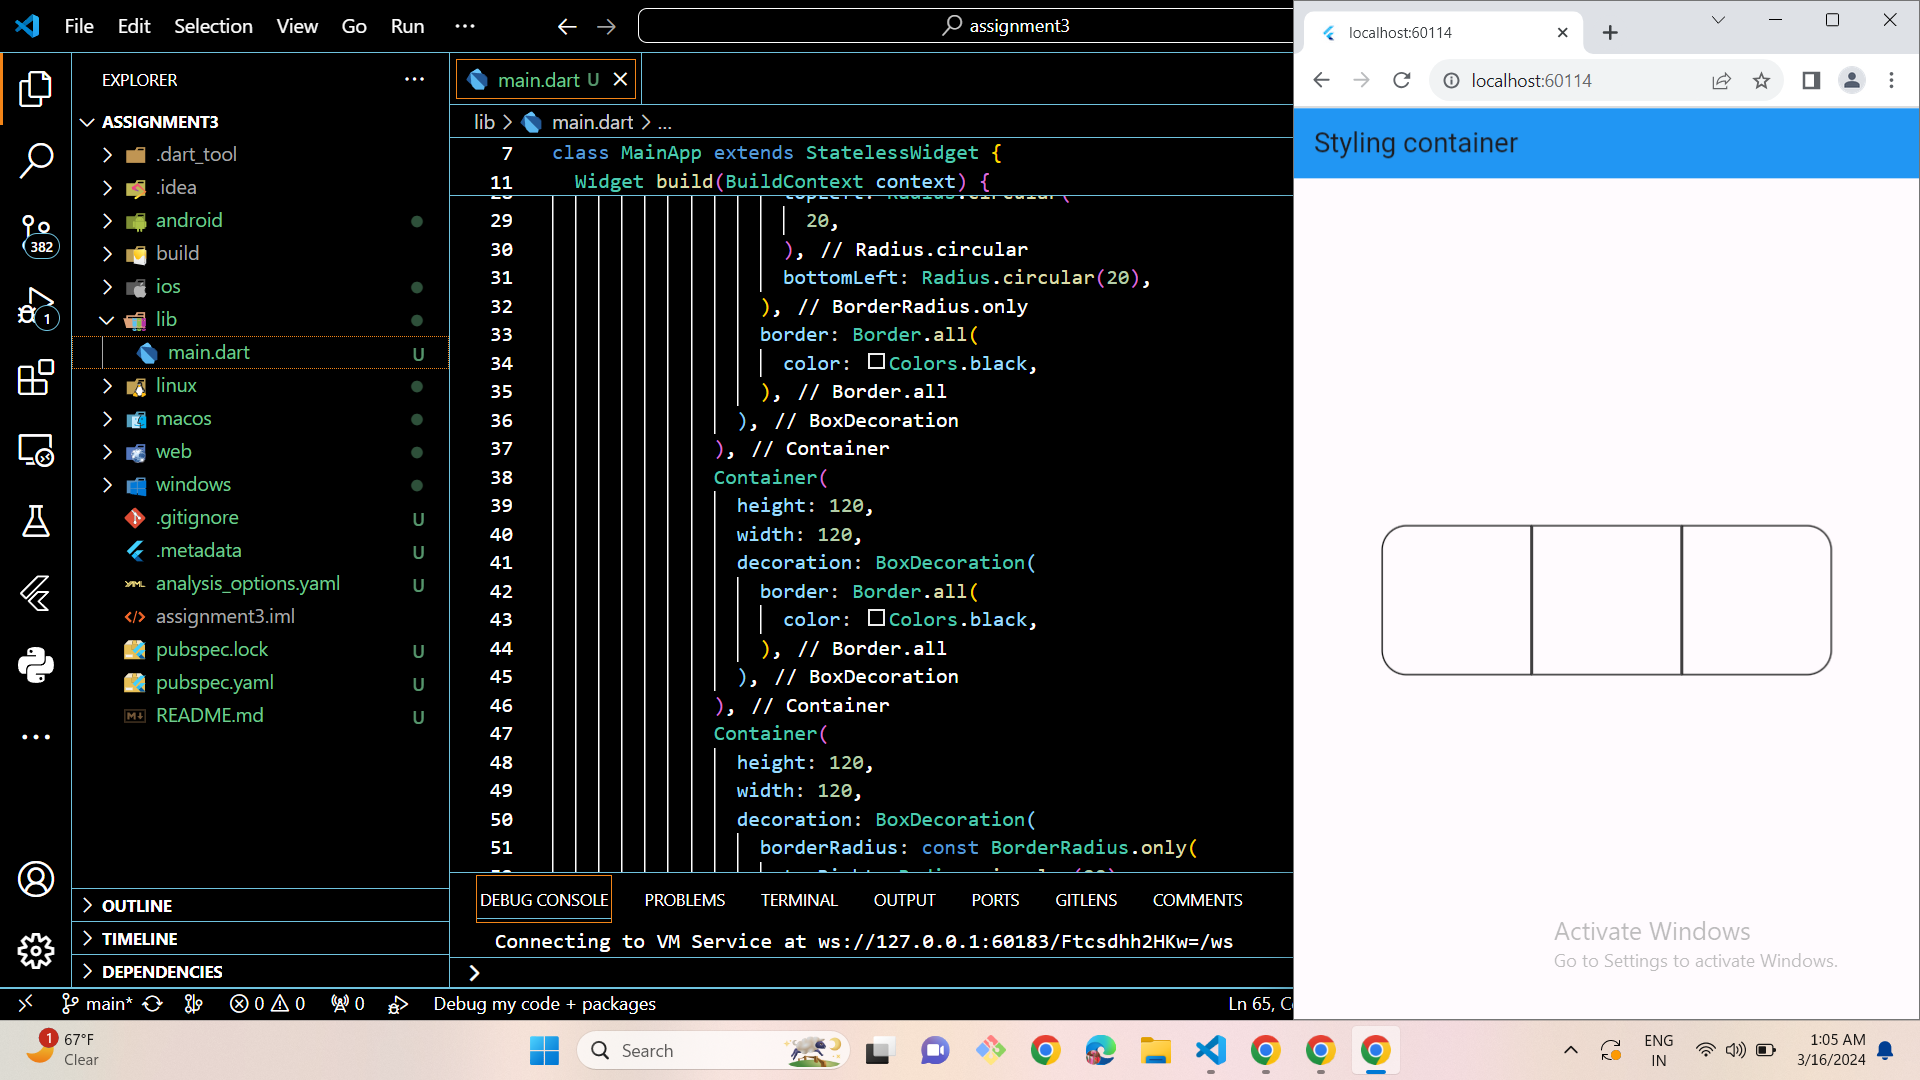 File Edit Selection View Go Run ...
assignment3
EXPLORER
ASSIGNMENT3
.dart_tool
.idea
android
build
ios
lib
main.dart U
linux
macos
web
windows
.gitignore U
.metadata U
analysis_options.yaml U
assignment3.iml
pubspec.lock U
pubspec.yaml U
README.md U
OUTLINE
TIMELINE
DEPENDENCIES
382
1
main.dart U
lib > main.dart > ...
7 class MainApp extends StatelessWidget {
11 Widget build(BuildContext context) {
29 20,
30 ), // Radius.circular
31 bottomLeft: Radius.circular(20),
32 ), // BorderRadius.only
33 border: Border.all(
34 color: Colors.black,
35 ), // Border.all
36 ), // BoxDecoration
37 ), // Container
38 Container(
39 height: 120,
40 width: 120,
41 decoration: BoxDecoration(
42 border: Border.all(
43 color: Colors.black,
44 ), // Border.all
45 ), // BoxDecoration
46 ), // Container
47 Container(
48 height: 120,
49 width: 120,
50 decoration: BoxDecoration(
51 borderRadius: const BorderRadius.only(
DEBUG CONSOLE PROBLEMS TERMINAL OUTPUT PORTS GITLENS COMMENTS
Connecting to VM Service at ws://127.0.0.1:60183/Ftcsdhh2HKw=/ws
>
main* 0 0 0 Debug my code + packages Ln 65, C
localhost:60114
localhost:60114
Styling container
Activate Windows
Go to Settings to activate Windows.
1
67°F
Clear
Search
ENG
IN
1:05 AM
3/16/2024